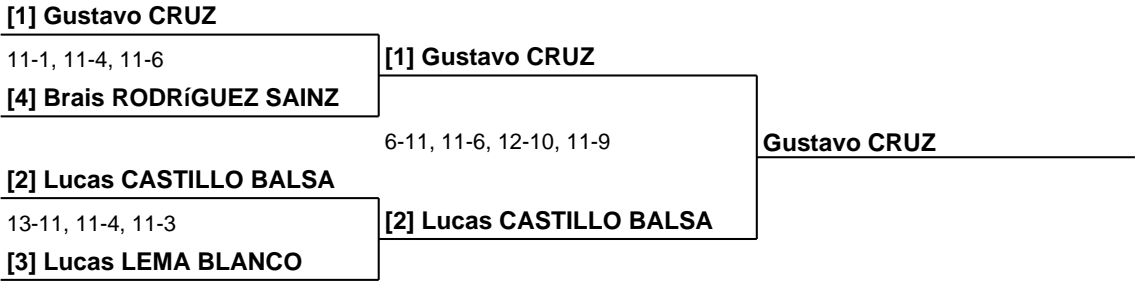 [1] Gustavo CRUZ
11-1, 11-4, 11-6
[1] Gustavo CRUZ
[4] Brais RODRíGUEZ SAINZ
6-11, 11-6, 12-10, 11-9
Gustavo CRUZ
[2] Lucas CASTILLO BALSA
13-11, 11-4, 11-3
[2] Lucas CASTILLO BALSA
[3] Lucas LEMA BLANCO